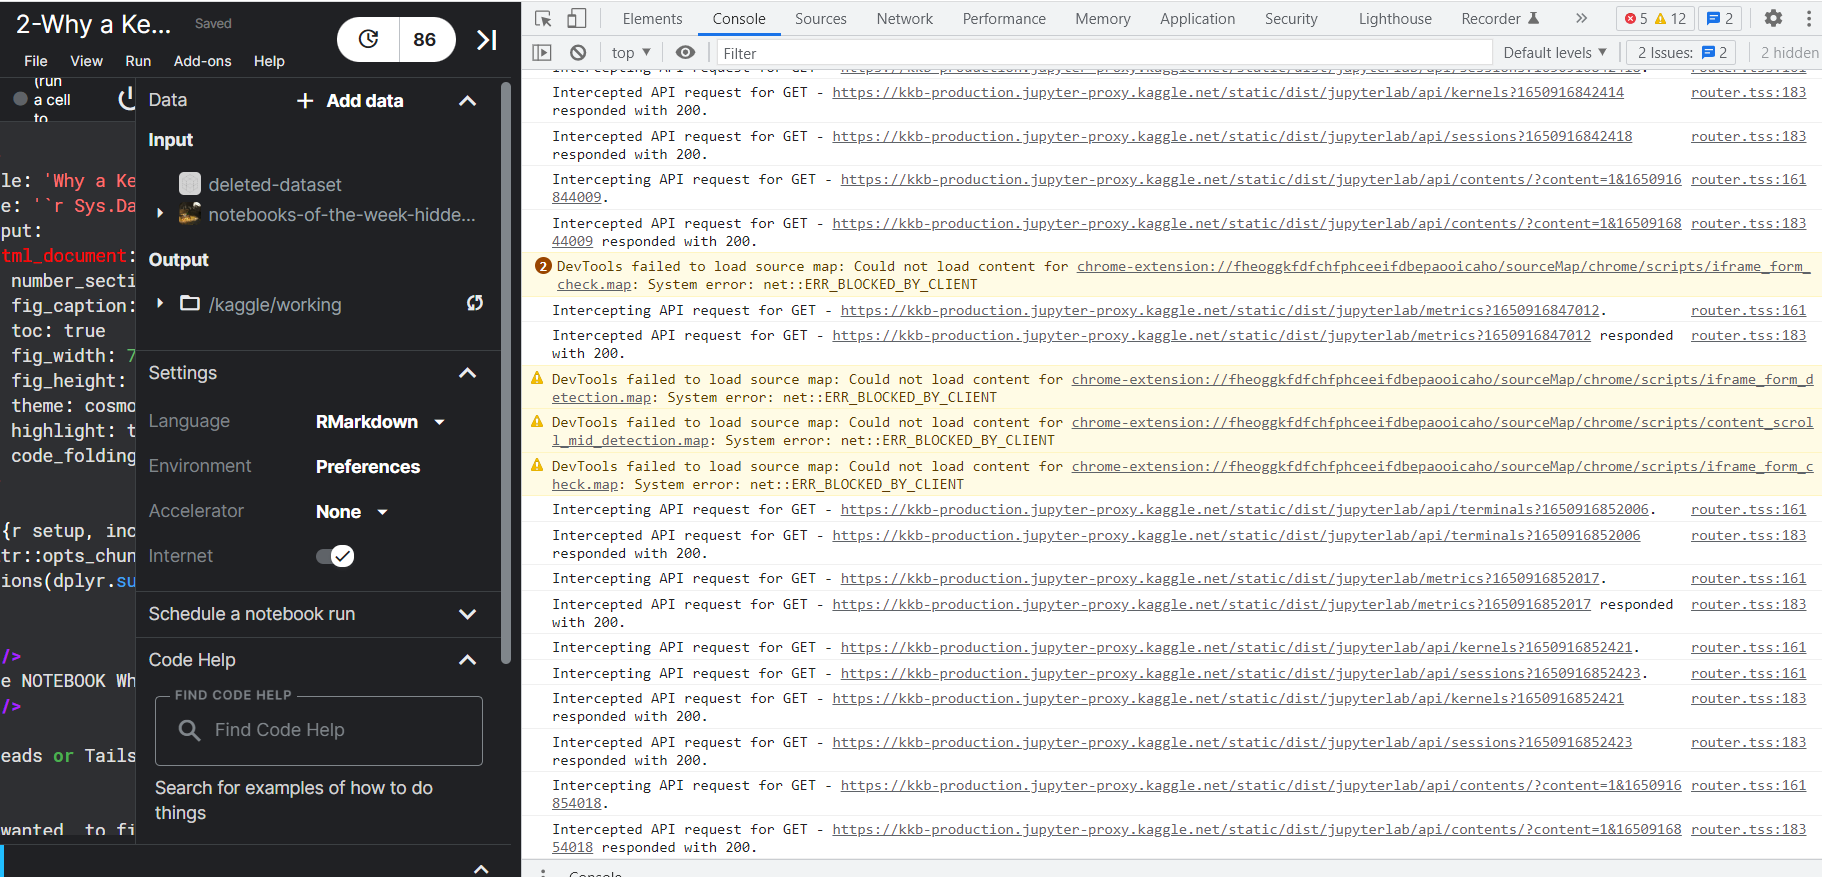 2-Why a Ke...
Saved
86
File View Run Add-ons Help
(run
a cell
to
Data
Add data
Input
deleted-dataset
notebooks-of-the-week-hidde...
Output
/kaggle/working
Settings
Language RMarkdown
Environment Preferences
Accelerator None
Internet
Schedule a notebook run
Code Help
FIND CODE HELP
Find Code Help
Search for examples of how to do
things
le: 'Why a Ke
e: '`r Sys.Da
put:
tml_document:
number_secti
fig_caption:
toc: true
fig_width: 7
fig_height:
theme: cosmo
highlight: t
code_folding
{r setup, inc
tr::opts_chun
ions(dplyr.su
/>
e NOTEBOOK Wh
/>
eads or Tails
wanted to fi
Elements Console Sources Network Performance Memory Application Security Lighthouse Recorder 5 12 2
top Filter Default levels 2 Issues: 2 2 hidden
Intercepted API request for GET - https://kkb-production.jupyter-proxy.kaggle.net/static/dist/jupyterlab/api/kernels?1650916842414 router.tss:183
responded with 200.
Intercepted API request for GET - https://kkb-production.jupyter-proxy.kaggle.net/static/dist/jupyterlab/api/sessions?1650916842418 router.tss:183
responded with 200.
Intercepting API request for GET - https://kkb-production.jupyter-proxy.kaggle.net/static/dist/jupyterlab/api/contents/?content=1&1650916 router.tss:161
844009.
Intercepted API request for GET - https://kkb-production.jupyter-proxy.kaggle.net/static/dist/jupyterlab/api/contents/?content=1&16509168 router.tss:183
44009 responded with 200.
2 DevTools failed to load source map: Could not load content for chrome-extension://fheoggkfdfchfphceeifdbepaooicaho/sourceMap/chrome/scripts/iframe_form_
check.map: System error: net::ERR_BLOCKED_BY_CLIENT
Intercepting API request for GET - https://kkb-production.jupyter-proxy.kaggle.net/static/dist/jupyterlab/metrics?1650916847012. router.tss:161
Intercepted API request for GET - https://kkb-production.jupyter-proxy.kaggle.net/static/dist/jupyterlab/metrics?1650916847012 responded router.tss:183
with 200.
DevTools failed to load source map: Could not load content for chrome-extension://fheoggkfdfchfphceeifdbepaooicaho/sourceMap/chrome/scripts/iframe_form_d
etection.map: System error: net::ERR_BLOCKED_BY_CLIENT
DevTools failed to load source map: Could not load content for chrome-extension://fheoggkfdfchfphceeifdbepaooicaho/sourceMap/chrome/scripts/content_scrol
l_mid_detection.map: System error: net::ERR_BLOCKED_BY_CLIENT
DevTools failed to load source map: Could not load content for chrome-extension://fheoggkfdfchfphceeifdbepaooicaho/sourceMap/chrome/scripts/iframe_form_c
heck.map: System error: net::ERR_BLOCKED_BY_CLIENT
Intercepting API request for GET - https://kkb-production.jupyter-proxy.kaggle.net/static/dist/jupyterlab/api/terminals?1650916852006. router.tss:161
Intercepted API request for GET - https://kkb-production.jupyter-proxy.kaggle.net/static/dist/jupyterlab/api/terminals?1650916852006 router.tss:183
responded with 200.
Intercepting API request for GET - https://kkb-production.jupyter-proxy.kaggle.net/static/dist/jupyterlab/metrics?1650916852017. router.tss:161
Intercepted API request for GET - https://kkb-production.jupyter-proxy.kaggle.net/static/dist/jupyterlab/metrics?1650916852017 responded router.tss:183
with 200.
Intercepting API request for GET - https://kkb-production.jupyter-proxy.kaggle.net/static/dist/jupyterlab/api/kernels?1650916852421. router.tss:161
Intercepting API request for GET - https://kkb-production.jupyter-proxy.kaggle.net/static/dist/jupyterlab/api/sessions?1650916852423. router.tss:161
Intercepted API request for GET - https://kkb-production.jupyter-proxy.kaggle.net/static/dist/jupyterlab/api/kernels?1650916852421 router.tss:183
responded with 200.
Intercepted API request for GET - https://kkb-production.jupyter-proxy.kaggle.net/static/dist/jupyterlab/api/sessions?1650916852423 router.tss:183
responded with 200.
Intercepting API request for GET - https://kkb-production.jupyter-proxy.kaggle.net/static/dist/jupyterlab/api/contents/?content=1&1650916 router.tss:161
854018.
Intercepted API request for GET - https://kkb-production.jupyter-proxy.kaggle.net/static/dist/jupyterlab/api/contents/?content=1&16509168 router.tss:183
54018 responded with 200.
Console